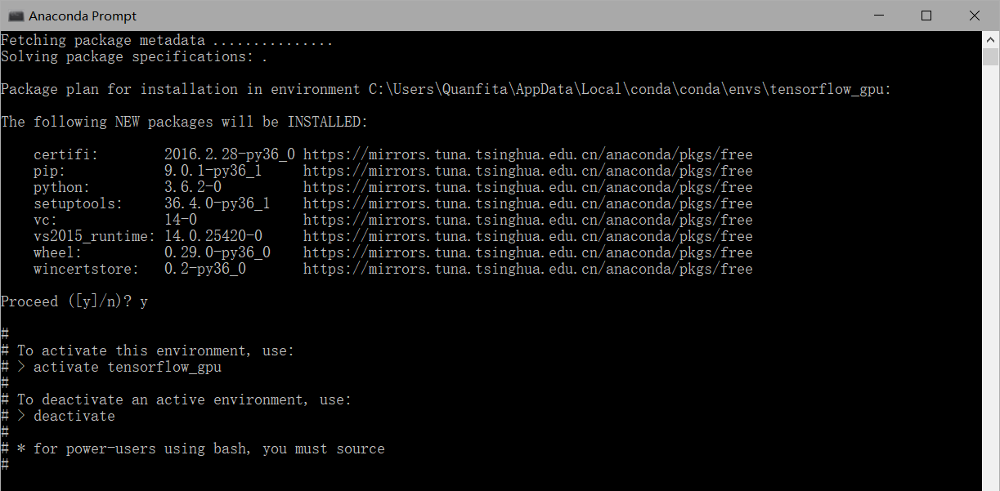 Anaconda Prompt
Fetching package metadata ...............
Solving package specifications: .
Package plan for installation in environment C:\Users\Quanfita\AppData\Local\conda\conda\envs\tensorflow_gpu:
The following NEW packages will be INSTALLED:
certifi: 2016.2.28-py36_0 https://mirrors.tuna.tsinghua.edu.cn/anaconda/pkgs/free
pip: 9.0.1-py36_1 https://mirrors.tuna.tsinghua.edu.cn/anaconda/pkgs/free
python: 3.6.2-0 https://mirrors.tuna.tsinghua.edu.cn/anaconda/pkgs/free
setuptools: 36.4.0-py36_1 https://mirrors.tuna.tsinghua.edu.cn/anaconda/pkgs/free
vc: 14-0 https://mirrors.tuna.tsinghua.edu.cn/anaconda/pkgs/free
vs2015_runtime: 14.0.25420-0 https://mirrors.tuna.tsinghua.edu.cn/anaconda/pkgs/free
wheel: 0.29.0-py36_0 https://mirrors.tuna.tsinghua.edu.cn/anaconda/pkgs/free
wincertstore: 0.2-py36_0 https://mirrors.tuna.tsinghua.edu.cn/anaconda/pkgs/free
Proceed ([y]/n)? y
#
# To activate this environment, use:
# > activate tensorflow_gpu
#
# To deactivate an active environment, use:
# > deactivate
#
# * for power-users using bash, you must source
#